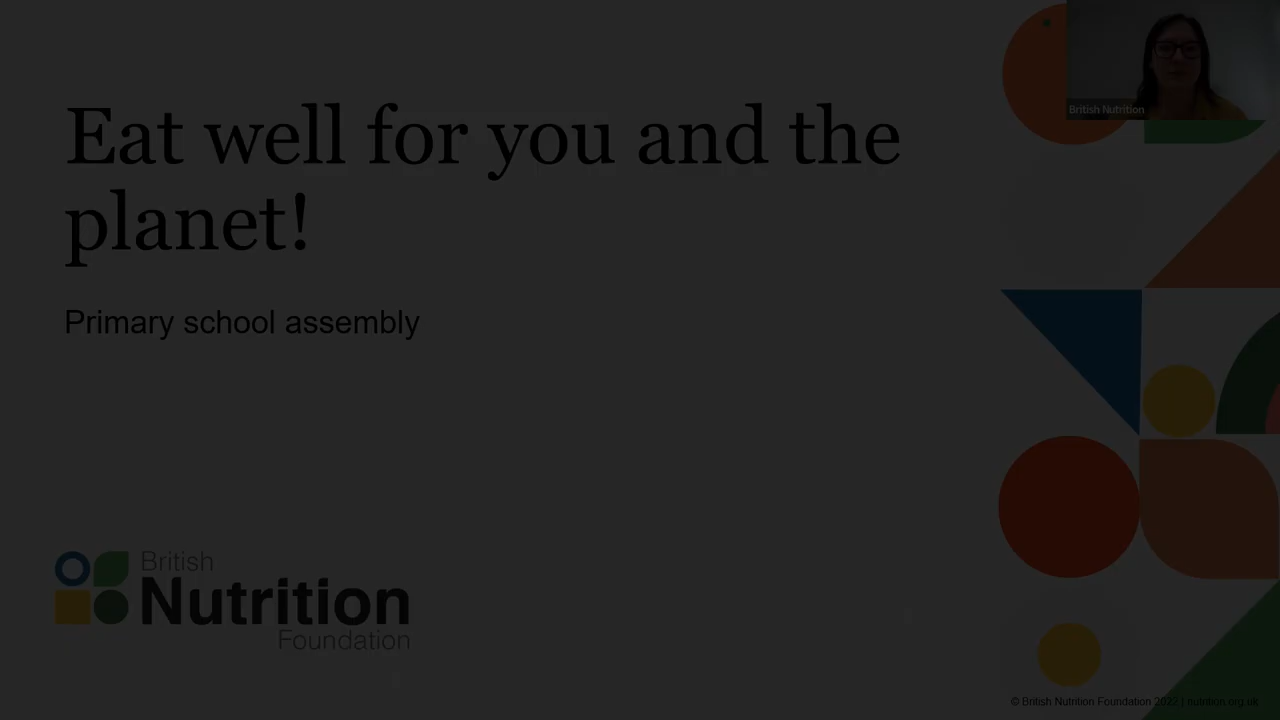 British Nutrition
Eat well for you and the
planet!
Primary school assembly
British
Nutrition
Foundation
© British Nutrition Foundation 2022 | nutrition.org.uk